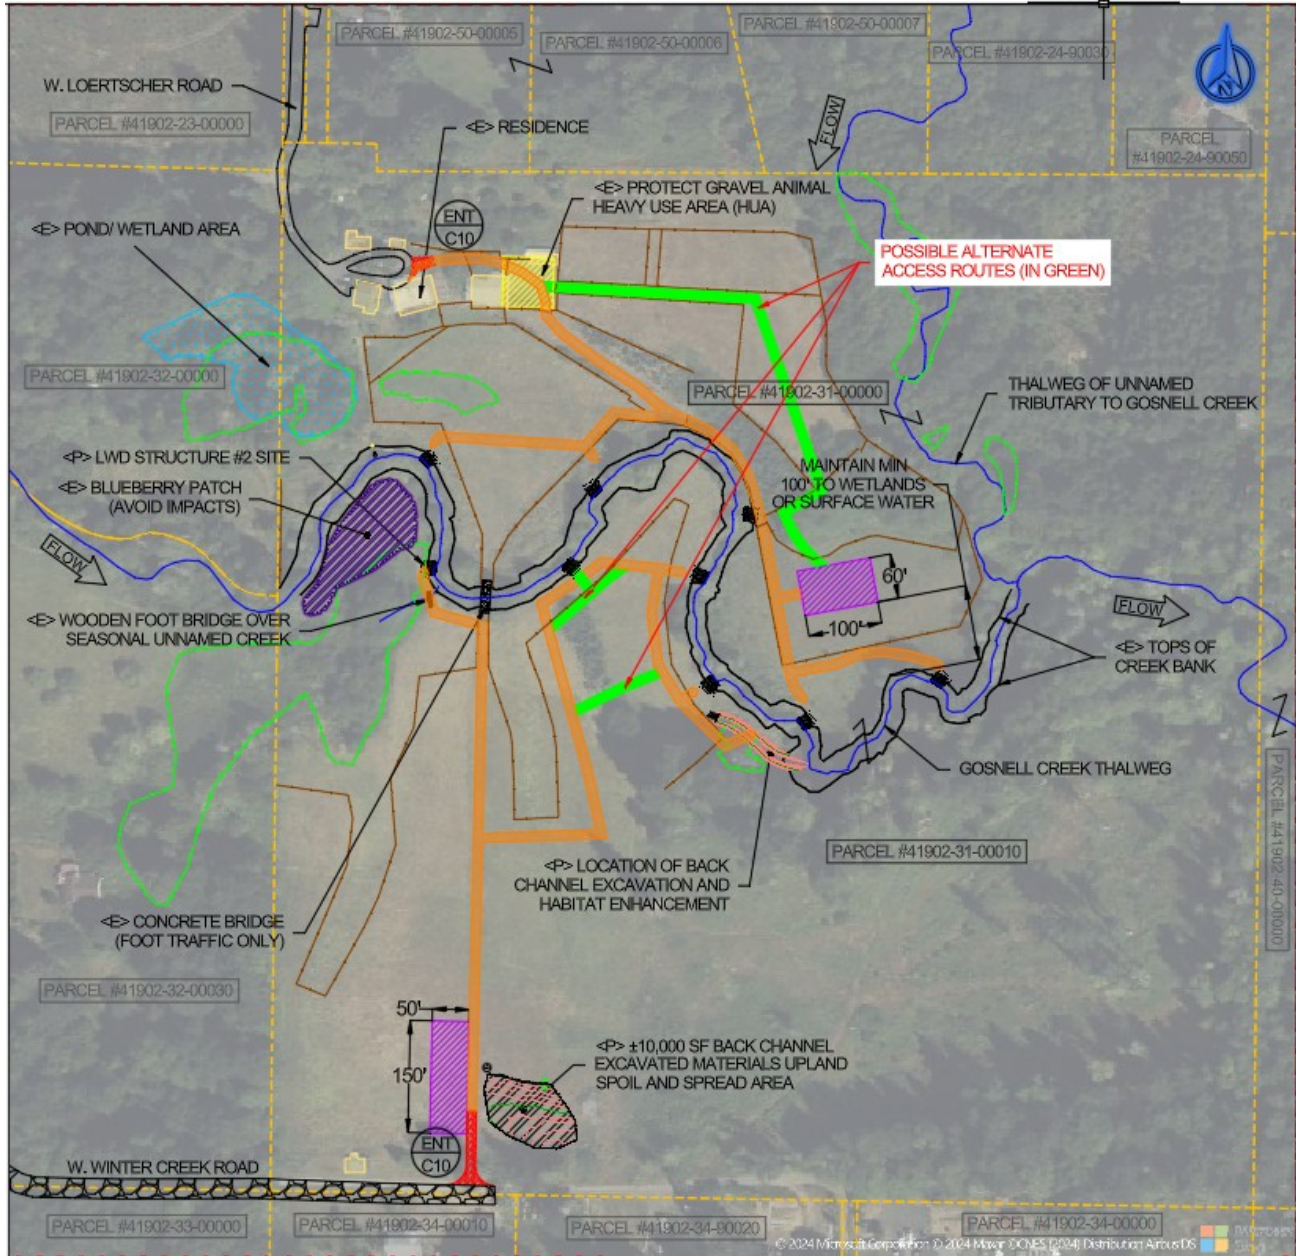 PARCEL #41902-50-00005
PARCEL #41902-50-00006
PARCEL #41902-50-00007
PARCEL #41902-24-90030
W. LOERTSCHER ROAD
PARCEL #41902-23-00000
<E> RESIDENCE
FLOW
PARCEL
#41902-24-90050
N
<E> PROTECT GRAVEL ANIMAL
HEAVY USE AREA (HUA)
ENT
C10
<E> POND/ WETLAND AREA
POSSIBLE ALTERNATE
ACCESS ROUTES (IN GREEN)
PARCEL #41902-32-00000
PARCEL #41902-31-00000
THALWEG OF UNNAMED
TRIBUTARY TO GOSNELL CREEK
<P> LWD STRUCTURE #2 SITE
<E> BLUEBERRY PATCH
(AVOID IMPACTS)
MAINTAIN MIN
100' TO WETLANDS
OR SURFACE WATER
FLOW
60'
100'
FLOW
<E> WOODEN FOOT BRIDGE OVER
SEASONAL UNNAMED CREEK
<E> TOPS OF
CREEK BANK
GOSNELL CREEK THALWEG
PARCEL #41902-40-00000
PARCEL #41902-31-00010
<P> LOCATION OF BACK
CHANNEL EXCAVATION AND
HABITAT ENHANCEMENT
<E> CONCRETE BRIDGE
(FOOT TRAFFIC ONLY)
PARCEL #41902-32-00030
50'
150'
<P> ±10,000 SF BACK CHANNEL
EXCAVATED MATERIALS UPLAND
SPOIL AND SPREAD AREA
ENT
C10
W. WINTER CREEK ROAD
PARCEL #41902-33-00000
PARCEL #41902-34-00010
PARCEL #41902-34-90020
PARCEL #41902-34-00000
© 2024 Microsoft Corporation © 2024 Maxar ©CNES (2024) Distribution Airbus DS